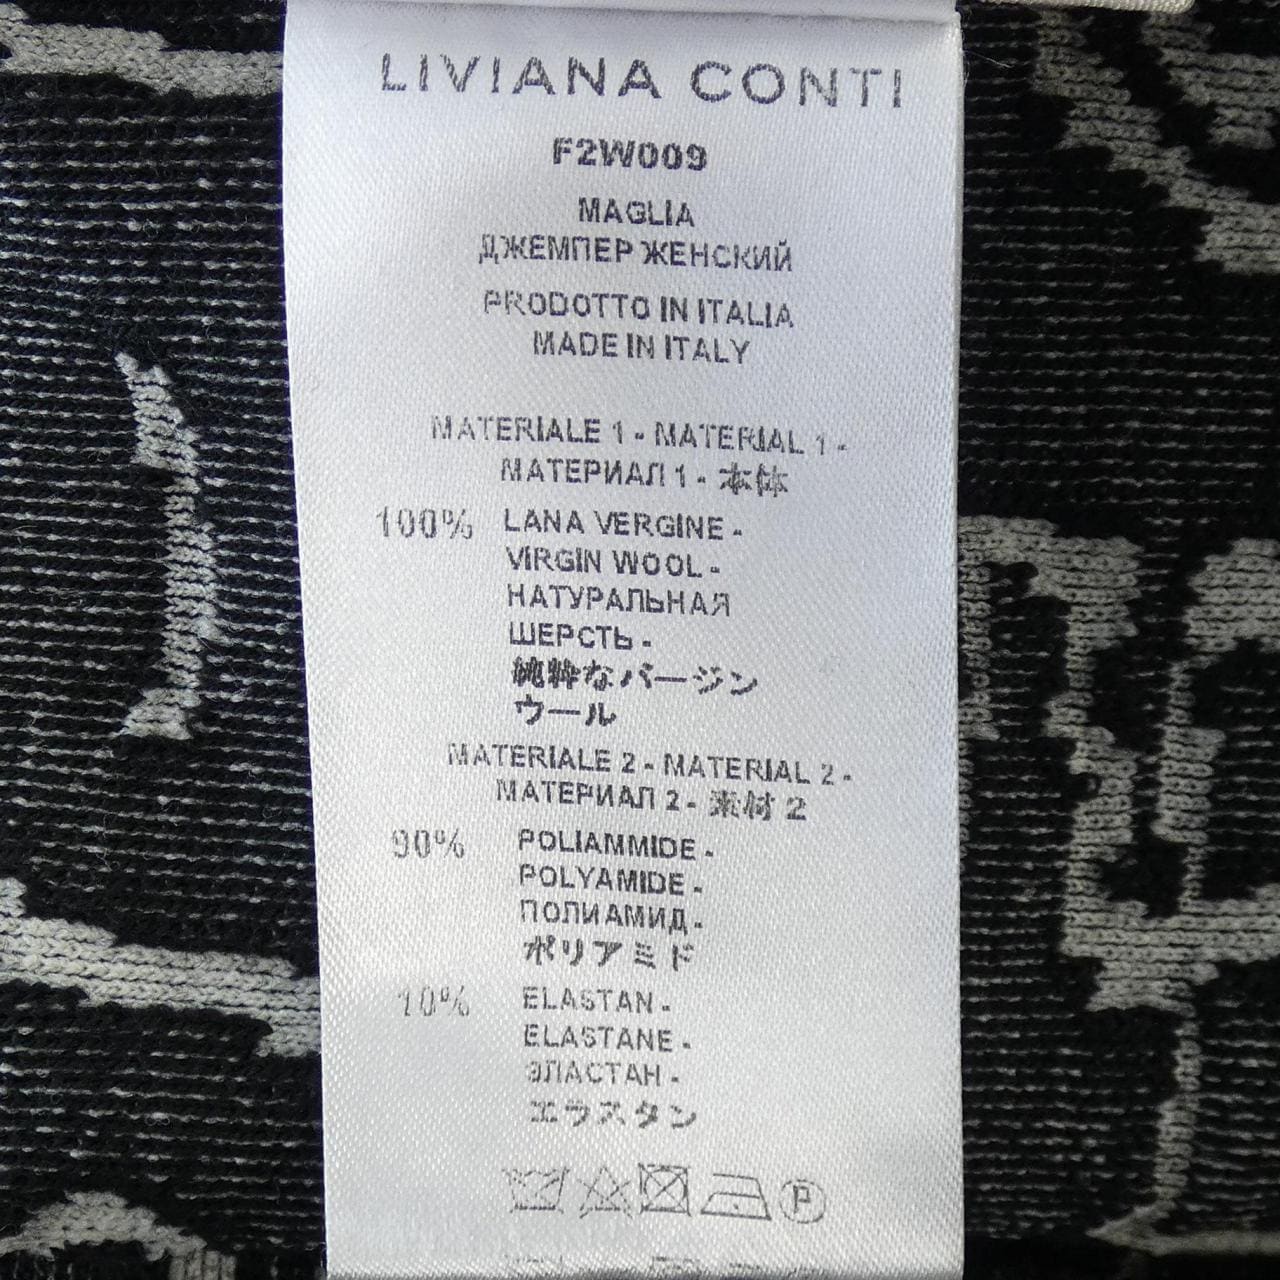 LIVIANA CONTI
F2W009
MAGLIA
ДЖЕМПЕР ЖЕНСКИЙ
PRODOTTO IN ITALIA
MADE IN ITALY
MATERIALE 1 - MATERIAL 1 -
МАТЕРИАЛ 1 - 本体
100% LANA VERGINE -
VIRGIN WOOL -
НАТУРАЛЬНАЯ
ШЕРСТЬ -
純粋なバージン
ウール
MATERIALE 2 - MATERIAL 2 -
МАТЕРИАЛ 2 - 素材 2
90% POLIAMMIDE -
POLYAMIDE -
ПОЛИАМИД -
ポリアミド
10% ELASTAN -
ELASTANE -
ЭЛАСТАН -
エラスタン
P